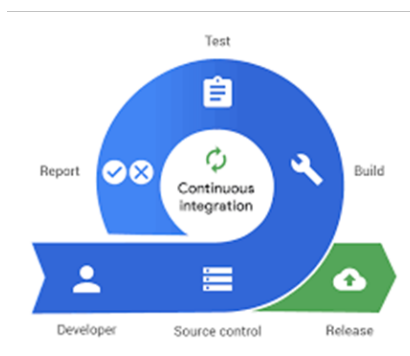 Test
Report
Continuous
integration
Build
Developer
Source control
Release